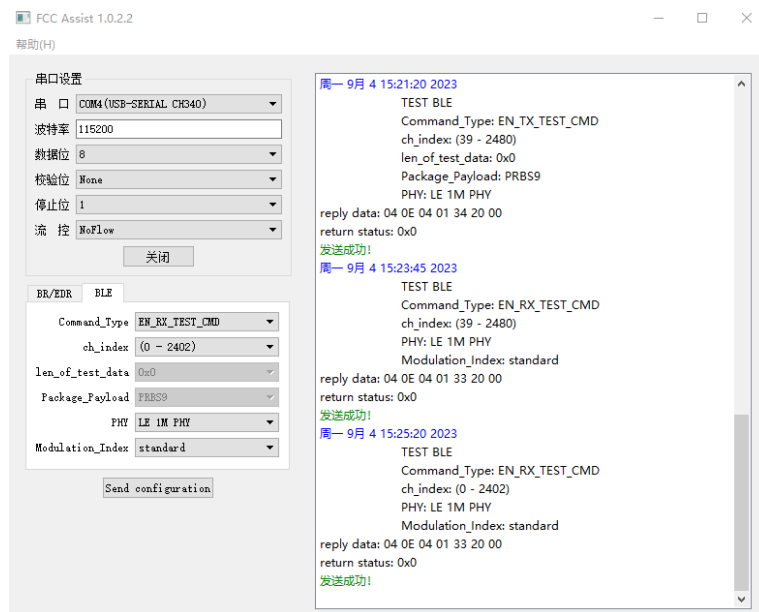 FCC Assist 1.0.2.2
帮助(H)
串口设置
串 口 COM4(USB-SERIAL CH340)
波特率 115200
数据位 8
校验位 None
停止位 1
流 控 NoFlow
关闭
BR/EDR BLE
Command_Type EN_RX_TEST_CMD
ch_index (0 - 2402)
len_of_test_data 0x0
Package_Payload PRBS9
PHY LE 1M PHY
Modulation_Index standard
Send configuration
周一 9月 4 15:21:20 2023
TEST BLE
Command_Type: EN_TX_TEST_CMD
ch_index: (39 - 2480)
len_of_test_data: 0x0
Package_Payload: PRBS9
PHY: LE 1M PHY
reply data: 04 0E 04 01 34 20 00
return status: 0x0
发送成功!
周一 9月 4 15:23:45 2023
TEST BLE
Command_Type: EN_RX_TEST_CMD
ch_index: (39 - 2480)
PHY: LE 1M PHY
Modulation_Index: standard
reply data: 04 0E 04 01 33 20 00
return status: 0x0
发送成功!
周一 9月 4 15:25:20 2023
TEST BLE
Command_Type: EN_RX_TEST_CMD
ch_index: (0 - 2402)
PHY: LE 1M PHY
Modulation_Index: standard
reply data: 04 0E 04 01 33 20 00
return status: 0x0
发送成功!